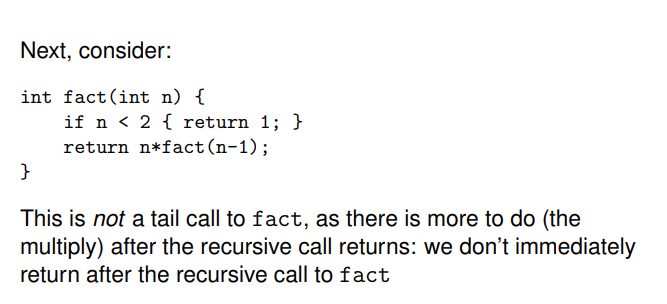 Next, consider:
int fact(int n) {
    if n < 2 { return 1; }
    return n*fact(n-1);
}
This is not a tail call to fact, as there is more to do (the
multiply) after the recursive call returns: we don't immediately
return after the recursive call to fact